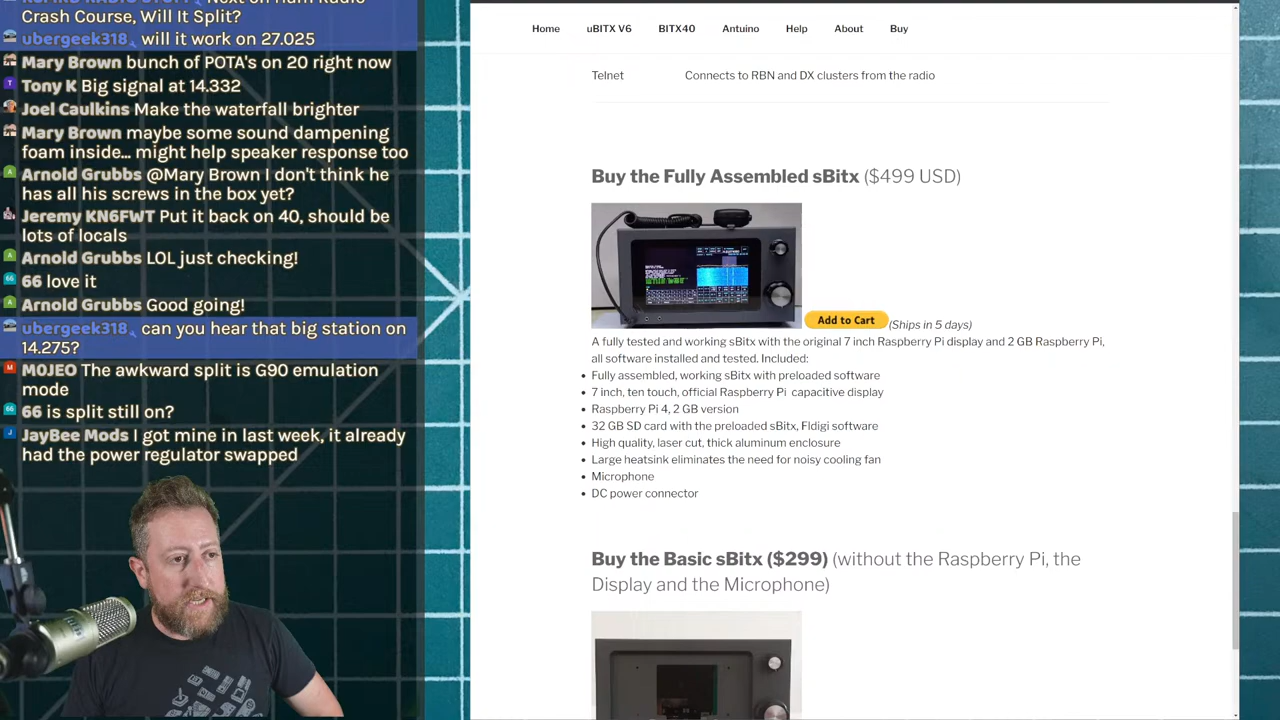 Next on Ham Radio
Crash Course, Will It Split?
ubergeek318 will it work on 27.025
Mary Brown bunch of POTA's on 20 right now
Tony K Big signal at 14.332
Joel Caulkins Make the waterfall brighter
Mary Brown maybe some sound dampening
foam inside... might help speaker response too
Arnold Grubbs @Mary Brown I don't think he
has all his screws in the box yet?
Jeremy KN6FWT Put it back on 40, should be
lots of locals
Arnold Grubbs LOL just checking!
66 love it
Arnold Grubbs Good going!
ubergeek318 can you hear that big station on
14.275?
MOJEO The awkward split is G90 emulation
mode
66 is split still on?
JayBee Moss I got mine in last week, it already
had the power regulator swapped
Home uBITX V6 BITX40 Antuino Help About Buy
Telnet Connects to RBN and DX clusters from the radio
Buy the Fully Assembled sBitx ($499 USD)
Add to Cart (Ships in 5 days)
A fully tested and working sBitx with the original 7 inch Raspberry Pi display and 2 GB Raspberry Pi,
all software installed and tested. Included:
• Fully assembled, working sBitx with preloaded software
• 7 inch, ten touch, official Raspberry Pi capacitive display
• Raspberry Pi 4, 2 GB version
• 32 GB SD card with the preloaded sBitx, Fldigi software
• High quality, laser cut, thick aluminum enclosure
• Large heatsink eliminates the need for noisy cooling fan
• Microphone
• DC power connector
Buy the Basic sBitx ($299) (without the Raspberry Pi, the
Display and the Microphone)